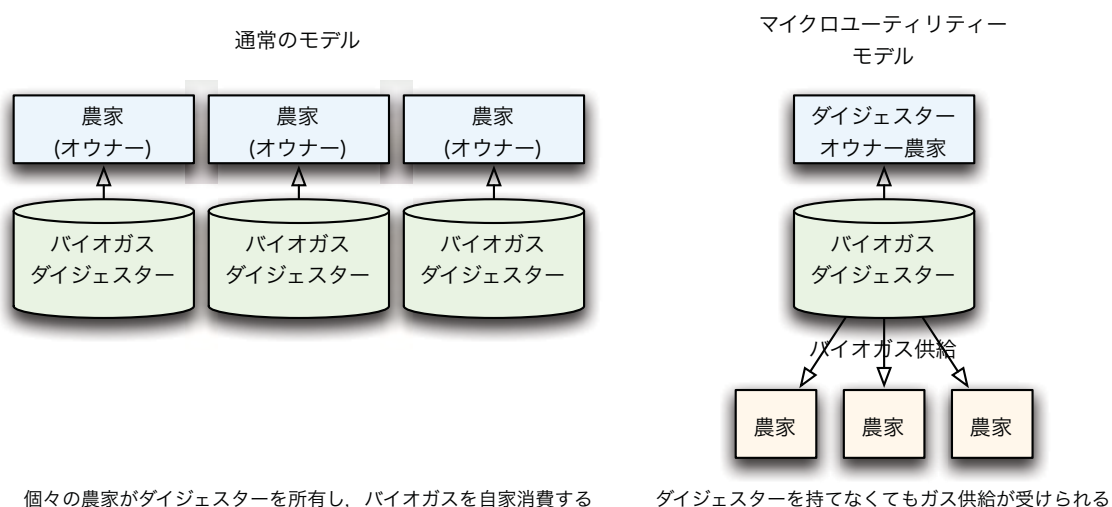 通常のモデル
農家
(オウナー)
農家
(オウナー)
農家
(オウナー)
バイオガス
ダイジェスター
バイオガス
ダイジェスター
バイオガス
ダイジェスター
個々の農家がダイジェスターを所有し，バイオガスを自家消費する
マイクロユーティリティー
モデル
ダイジェスター
オウナー農家
バイオガス
ダイジェスター
バイオガス供給
農家
農家
農家
ダイジェスターを持てなくてもガス供給が受けられる